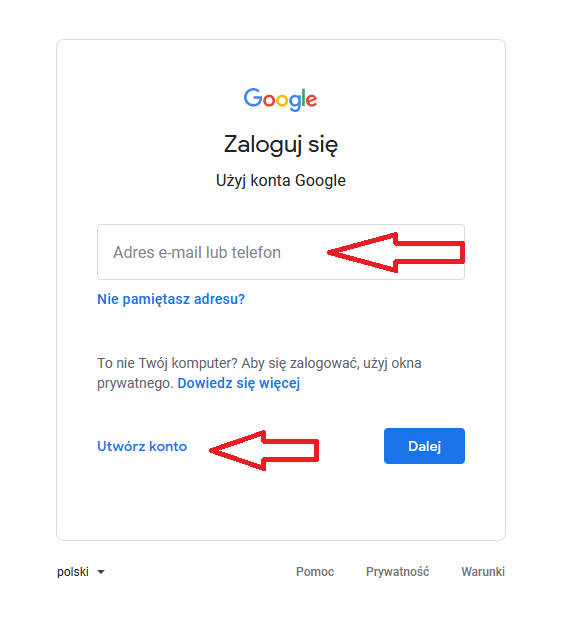 Google
Zaloguj się
Użyj konta Google
Adres e-mail lub telefon
Nie pamiętasz adresu?
To nie Twój komputer? Aby się zalogować, użyj okna
prywatnego. Dowiedz się więcej
Utwórz konto
Dalej
polski
Pomoc
Prywatność
Warunki